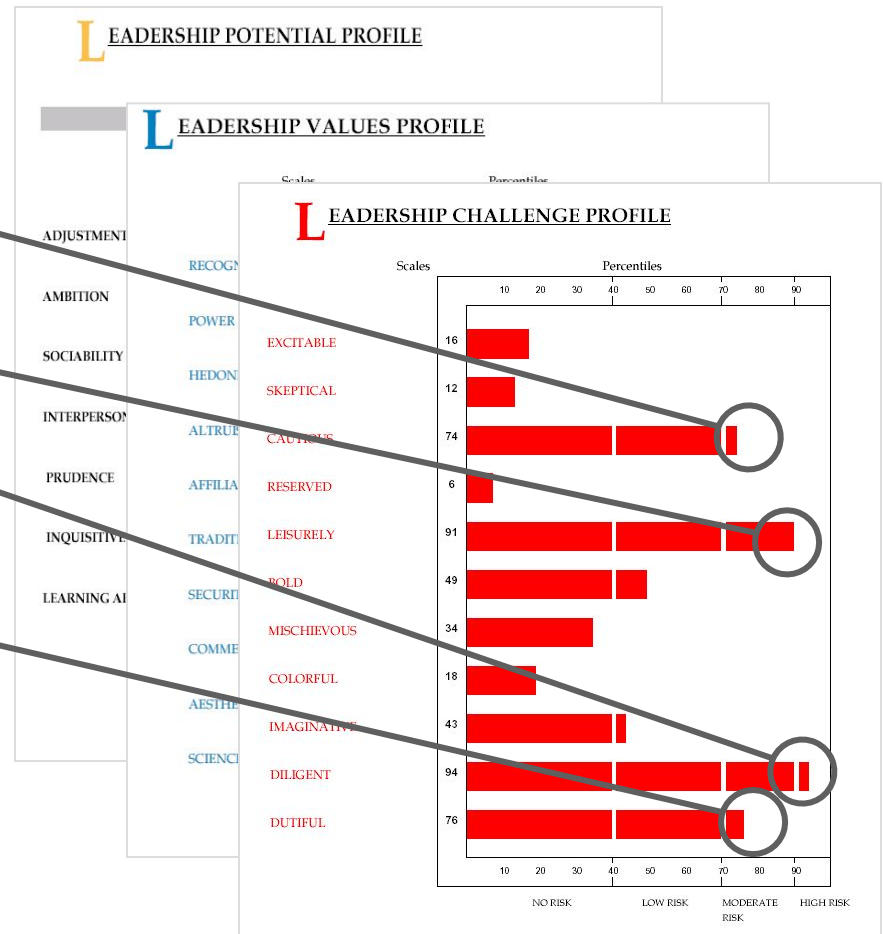 LEADERSHIP POTENTIAL PROFILE
ADJUSTMENT
AMBITION
SOCIABILITY
INTERPERSON
PRUDENCE
INQUISITIVE
LEARNING
LEADERSHIP VALUES PROFILE
Scales Percentiles
RECOGN
POWER
HEDON
ALTRUI
AFFILIA
TRADIT
SECURI
COMME
AESTHE
SCIENC
LEADERSHIP CHALLENGE PROFILE
Scales Percentiles
10 20 30 40 50 60 70 80 90
EXCITABLE 16
SKEPTICAL 12
CAUTIOUS 74
RESERVED 6
LEISURELY 91
BOLD 49
MISCHIEVOUS 34
COLORFUL 18
IMAGINATIVE 43
DILIGENT 94
DUTIFUL 76
10 20 30 40 50 60 70 80 90
NO RISK LOW RISK MODERATE RISK HIGH RISK